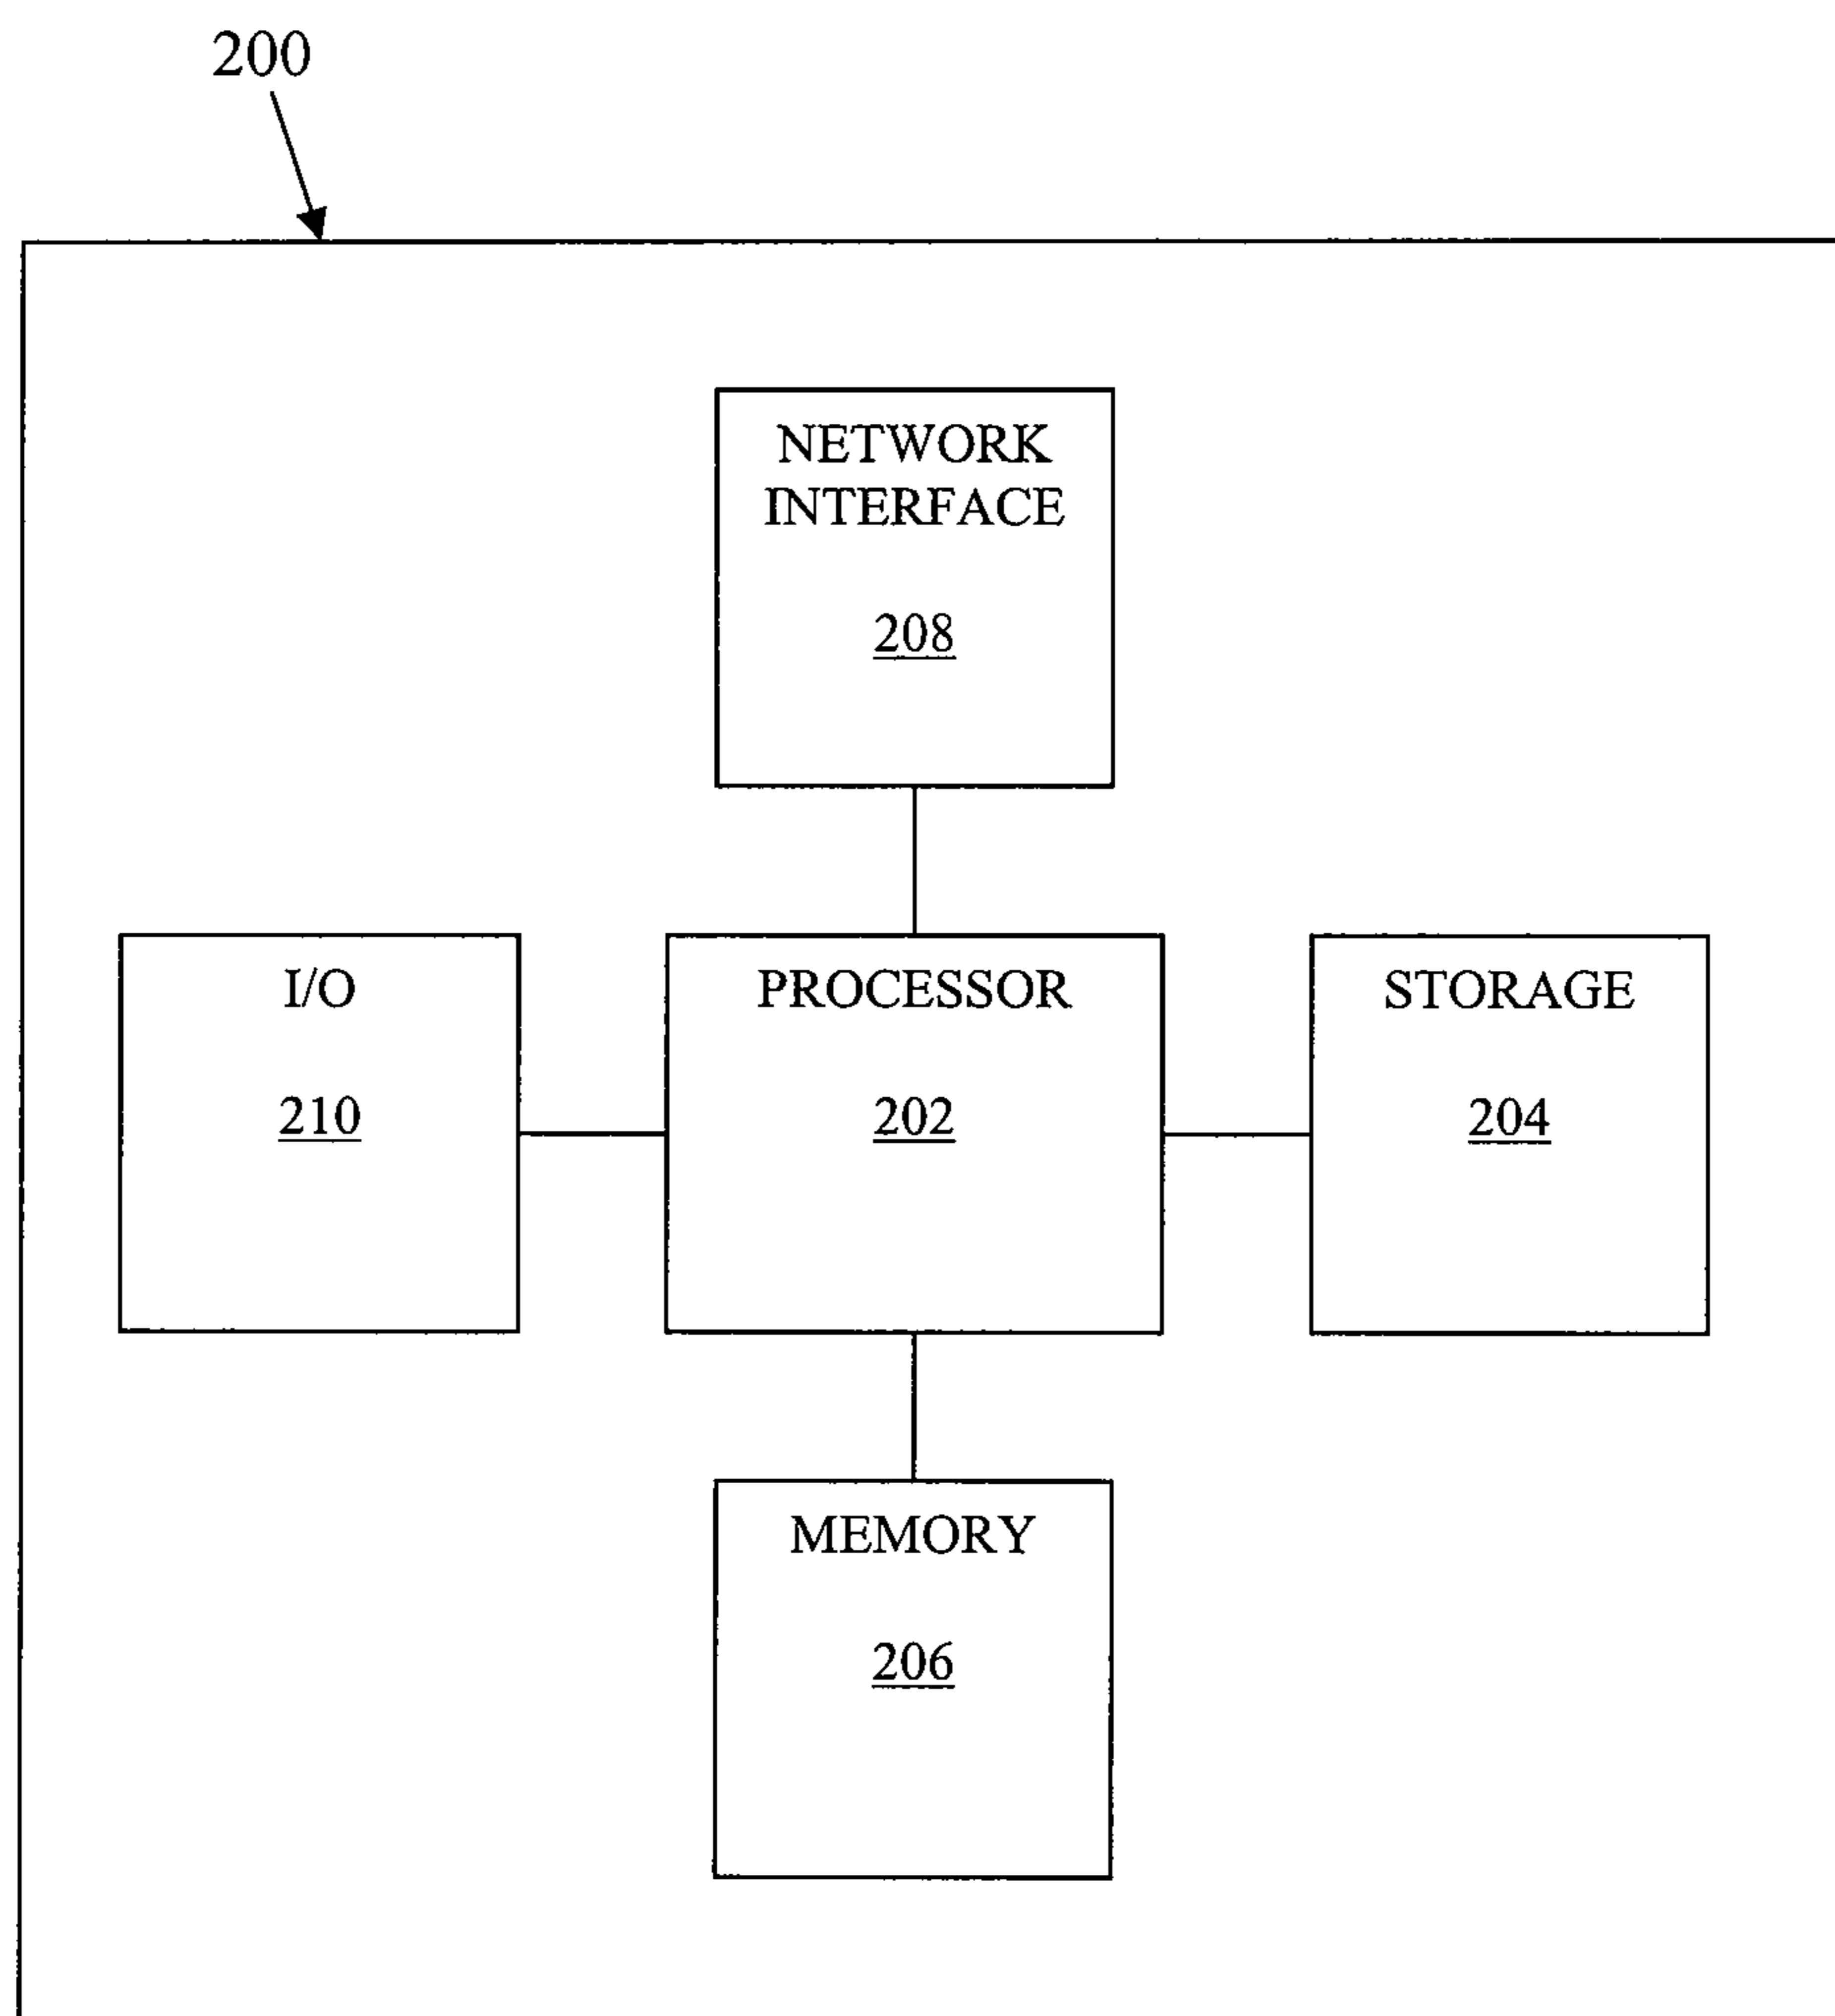 200
NETWORK
INTERFACE
208
I/O
210
PROCESSOR
202
STORAGE
204
MEMORY
206